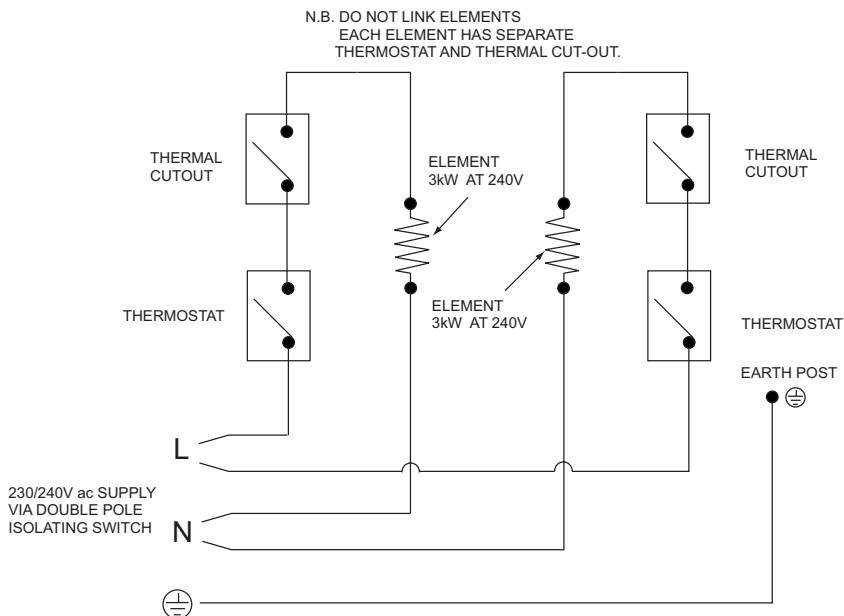 N.B. DO NOT LINK ELEMENTS
EACH ELEMENT HAS SEPARATE
THERMOSTAT AND THERMAL CUT-OUT.
THERMAL
CUTOUT
ELEMENT
3kW AT 240V
THERMAL
CUTOUT
THERMOSTAT
ELEMENT
3kW AT 240V
THERMOSTAT
EARTH POST
L
230/240V ac SUPPLY
VIA DOUBLE POLE
ISOLATING SWITCH
N